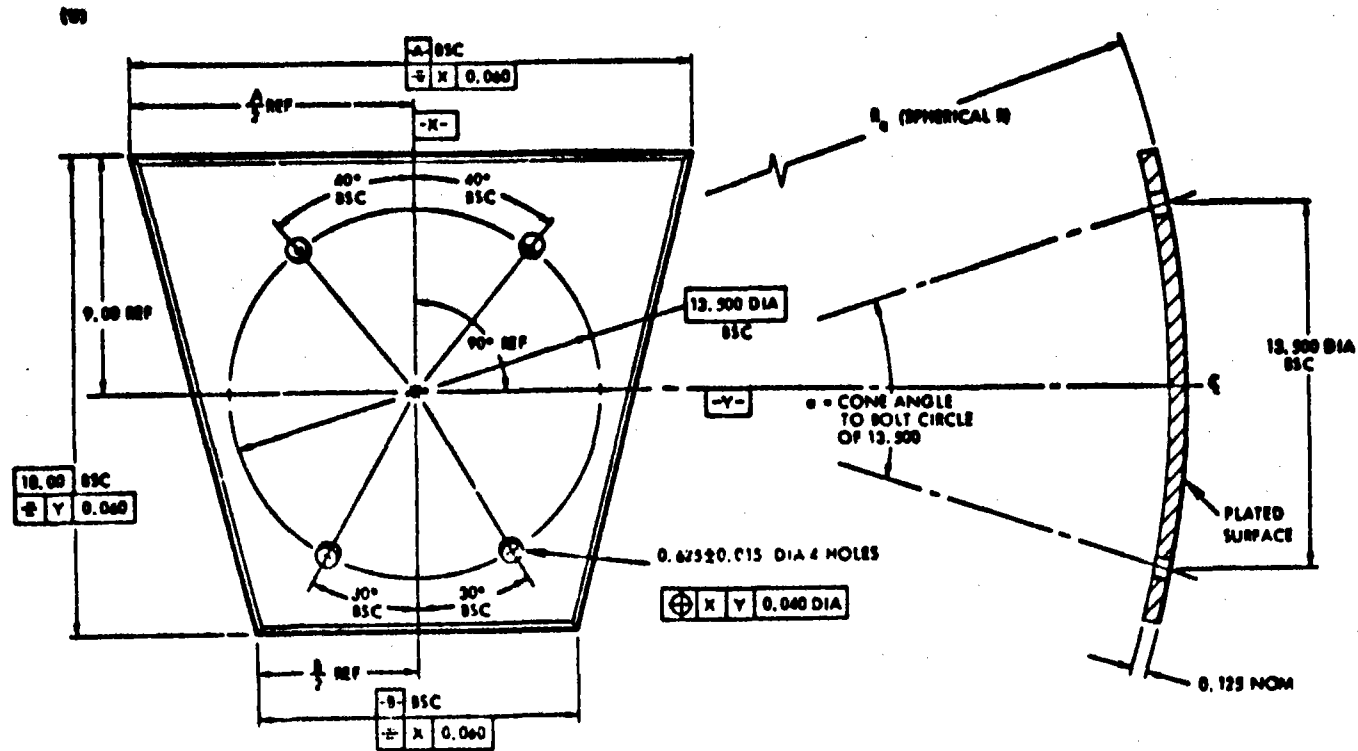 (U)
-A- BSC
X 0.060
A/2 REF
-X-
40° BSC
40° BSC
9.00 REF
90° REF
13.500 DIA
BSC
-Y-
18.00 BSC
Y 0.060
30° BSC
30° BSC
0.625±0.015 DIA 4 HOLES
⌖ X Y 0.040 DIA
B/2 REF
-B- BSC
X 0.060
(SPHERICAL R)
α = CONE ANGLE
TO BOLT CIRCLE
OF 13.500
13.500 DIA
BSC
℄
PLATED
SURFACE
0.125 NOM